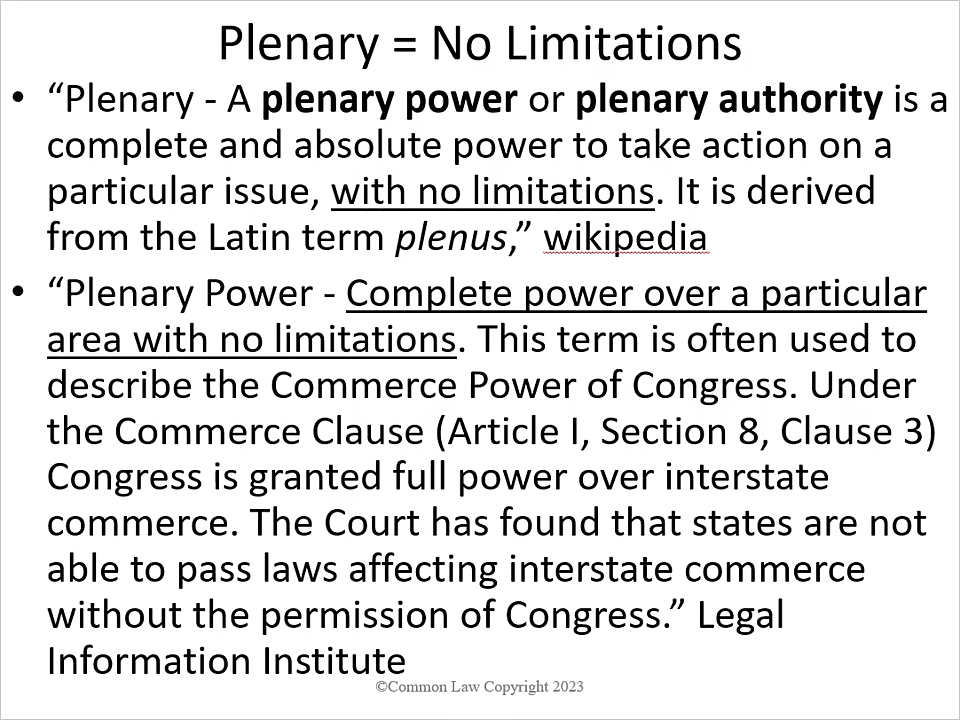 Plenary = No Limitations
• “Plenary - A plenary power or plenary authority is a
complete and absolute power to take action on a
particular issue, with no limitations. It is derived
from the Latin term plenus,” wikipedia
• “Plenary Power - Complete power over a particular
area with no limitations. This term is often used to
describe the Commerce Power of Congress. Under
the Commerce Clause (Article I, Section 8, Clause 3)
Congress is granted full power over interstate
commerce. The Court has found that states are not
able to pass laws affecting interstate commerce
without the permission of Congress.” Legal
Information Institute
©Common Law Copyright 2023